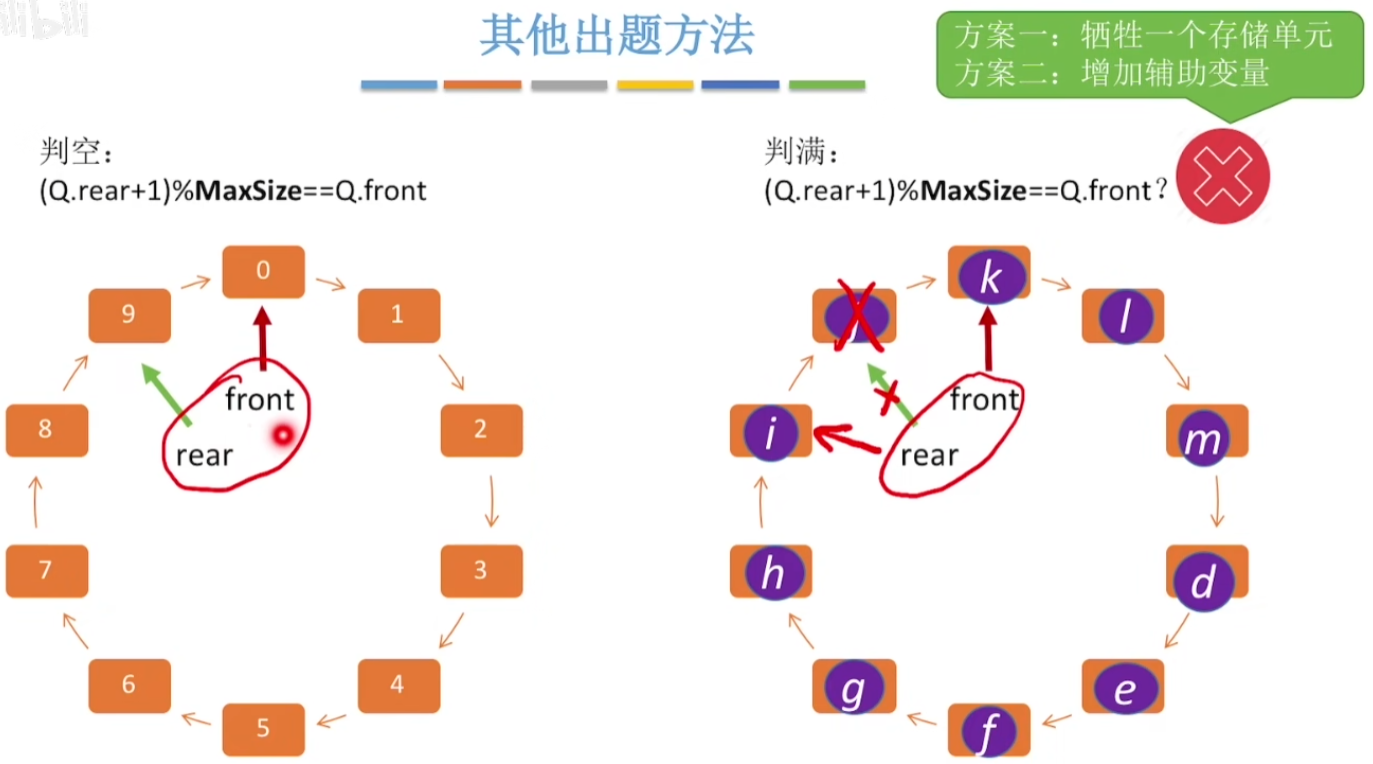 其他出题方法
方案一：牺牲一个存储单元
方案二：增加辅助变量
判空：
(Q.rear+1)%MaxSize==Q.front
0
1
2
3
4
5
6
7
8
9
front
rear
判满：
(Q.rear+1)%MaxSize==Q.front？
k
l
m
d
e
f
g
h
i
front
rear